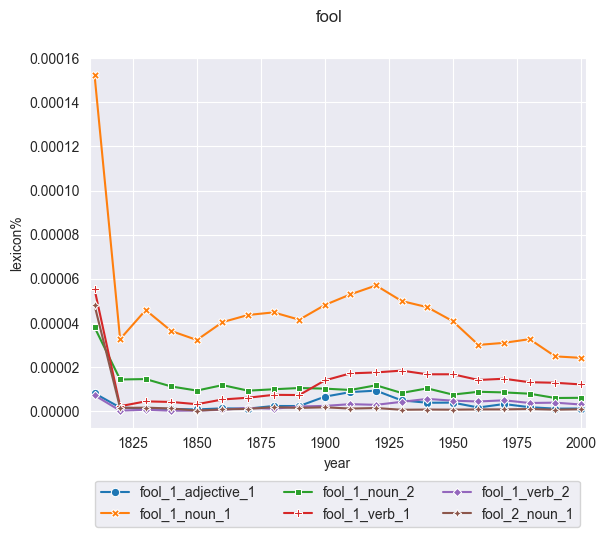 fool
0.00016
0.00014
0.00012
0.00010
0.00008
0.00006
0.00004
0.00002
0.00000
lexicon%
1825 1850 1875 1900 1925 1950 1975 2000
year
fool_1_adjective_1 fool_1_noun_2 fool_1_verb_2
fool_1_noun_1 fool_1_verb_1 fool_2_noun_1